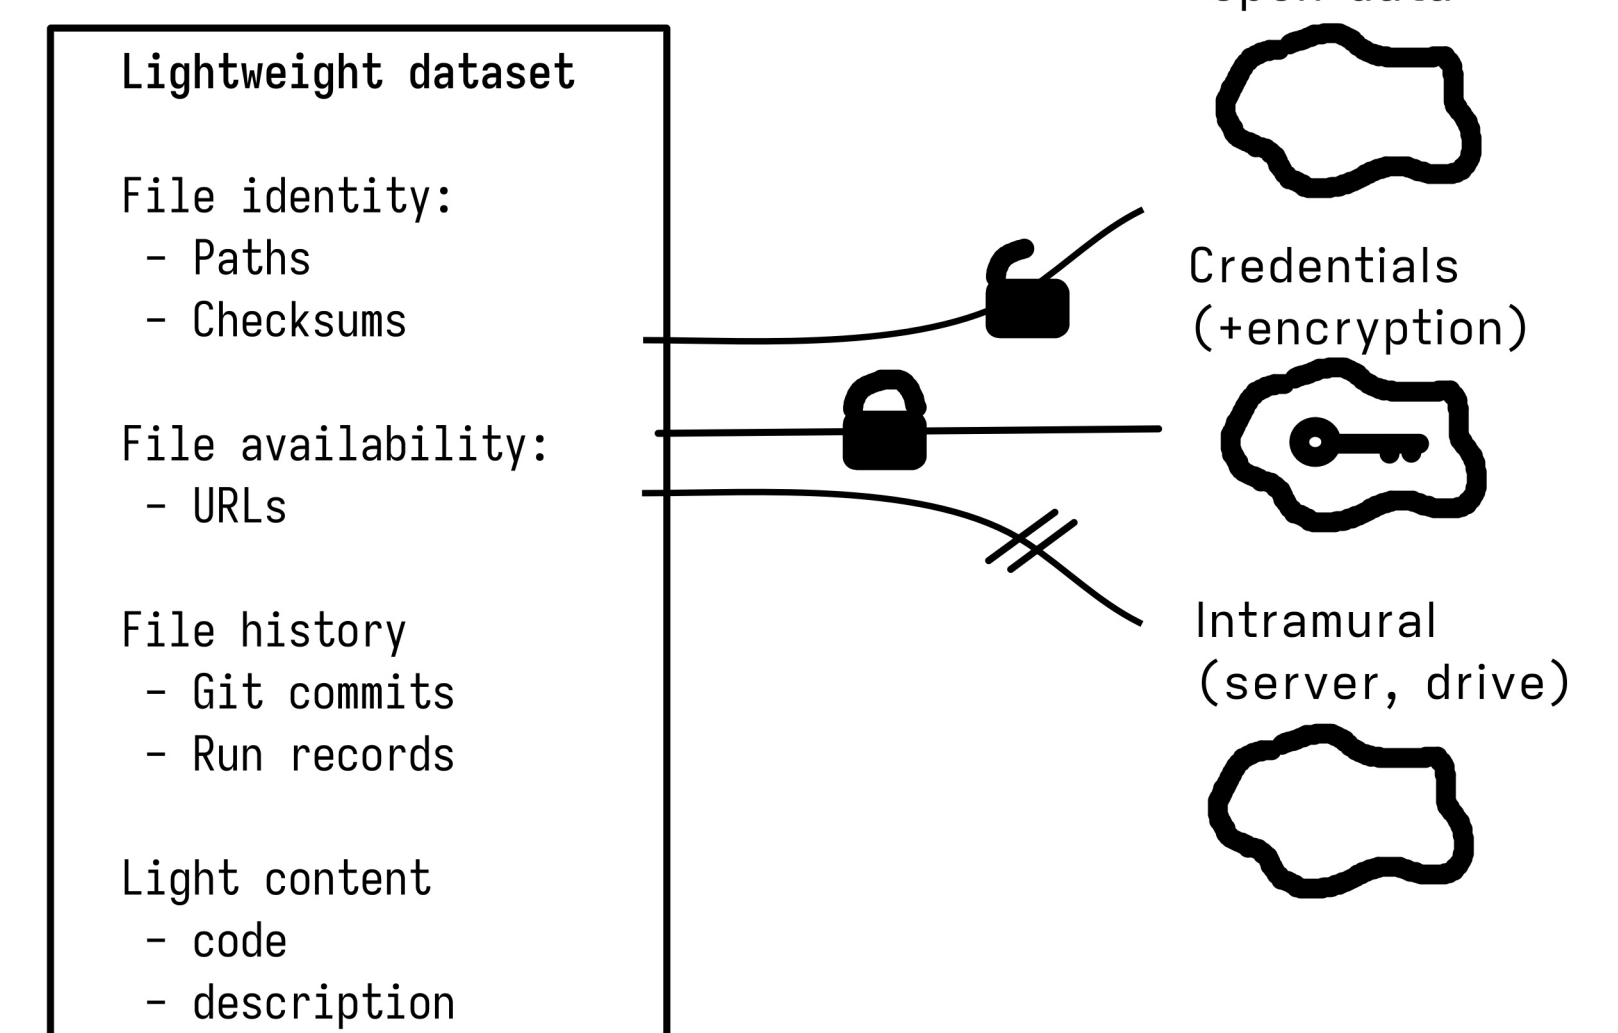 Lightweight dataset
File identity:
- Paths
- Checksums
File availability:
- URLs
File history
- Git commits
- Run records
Light content
- code
- description
Credentials
(+encryption)
Intramural
(server, drive)